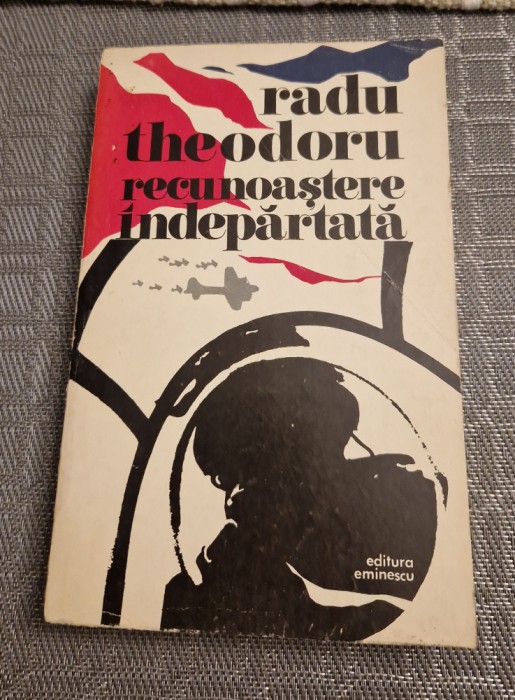 radu
theodoru
recunoaștere
îndepărtată
editura
eminescu